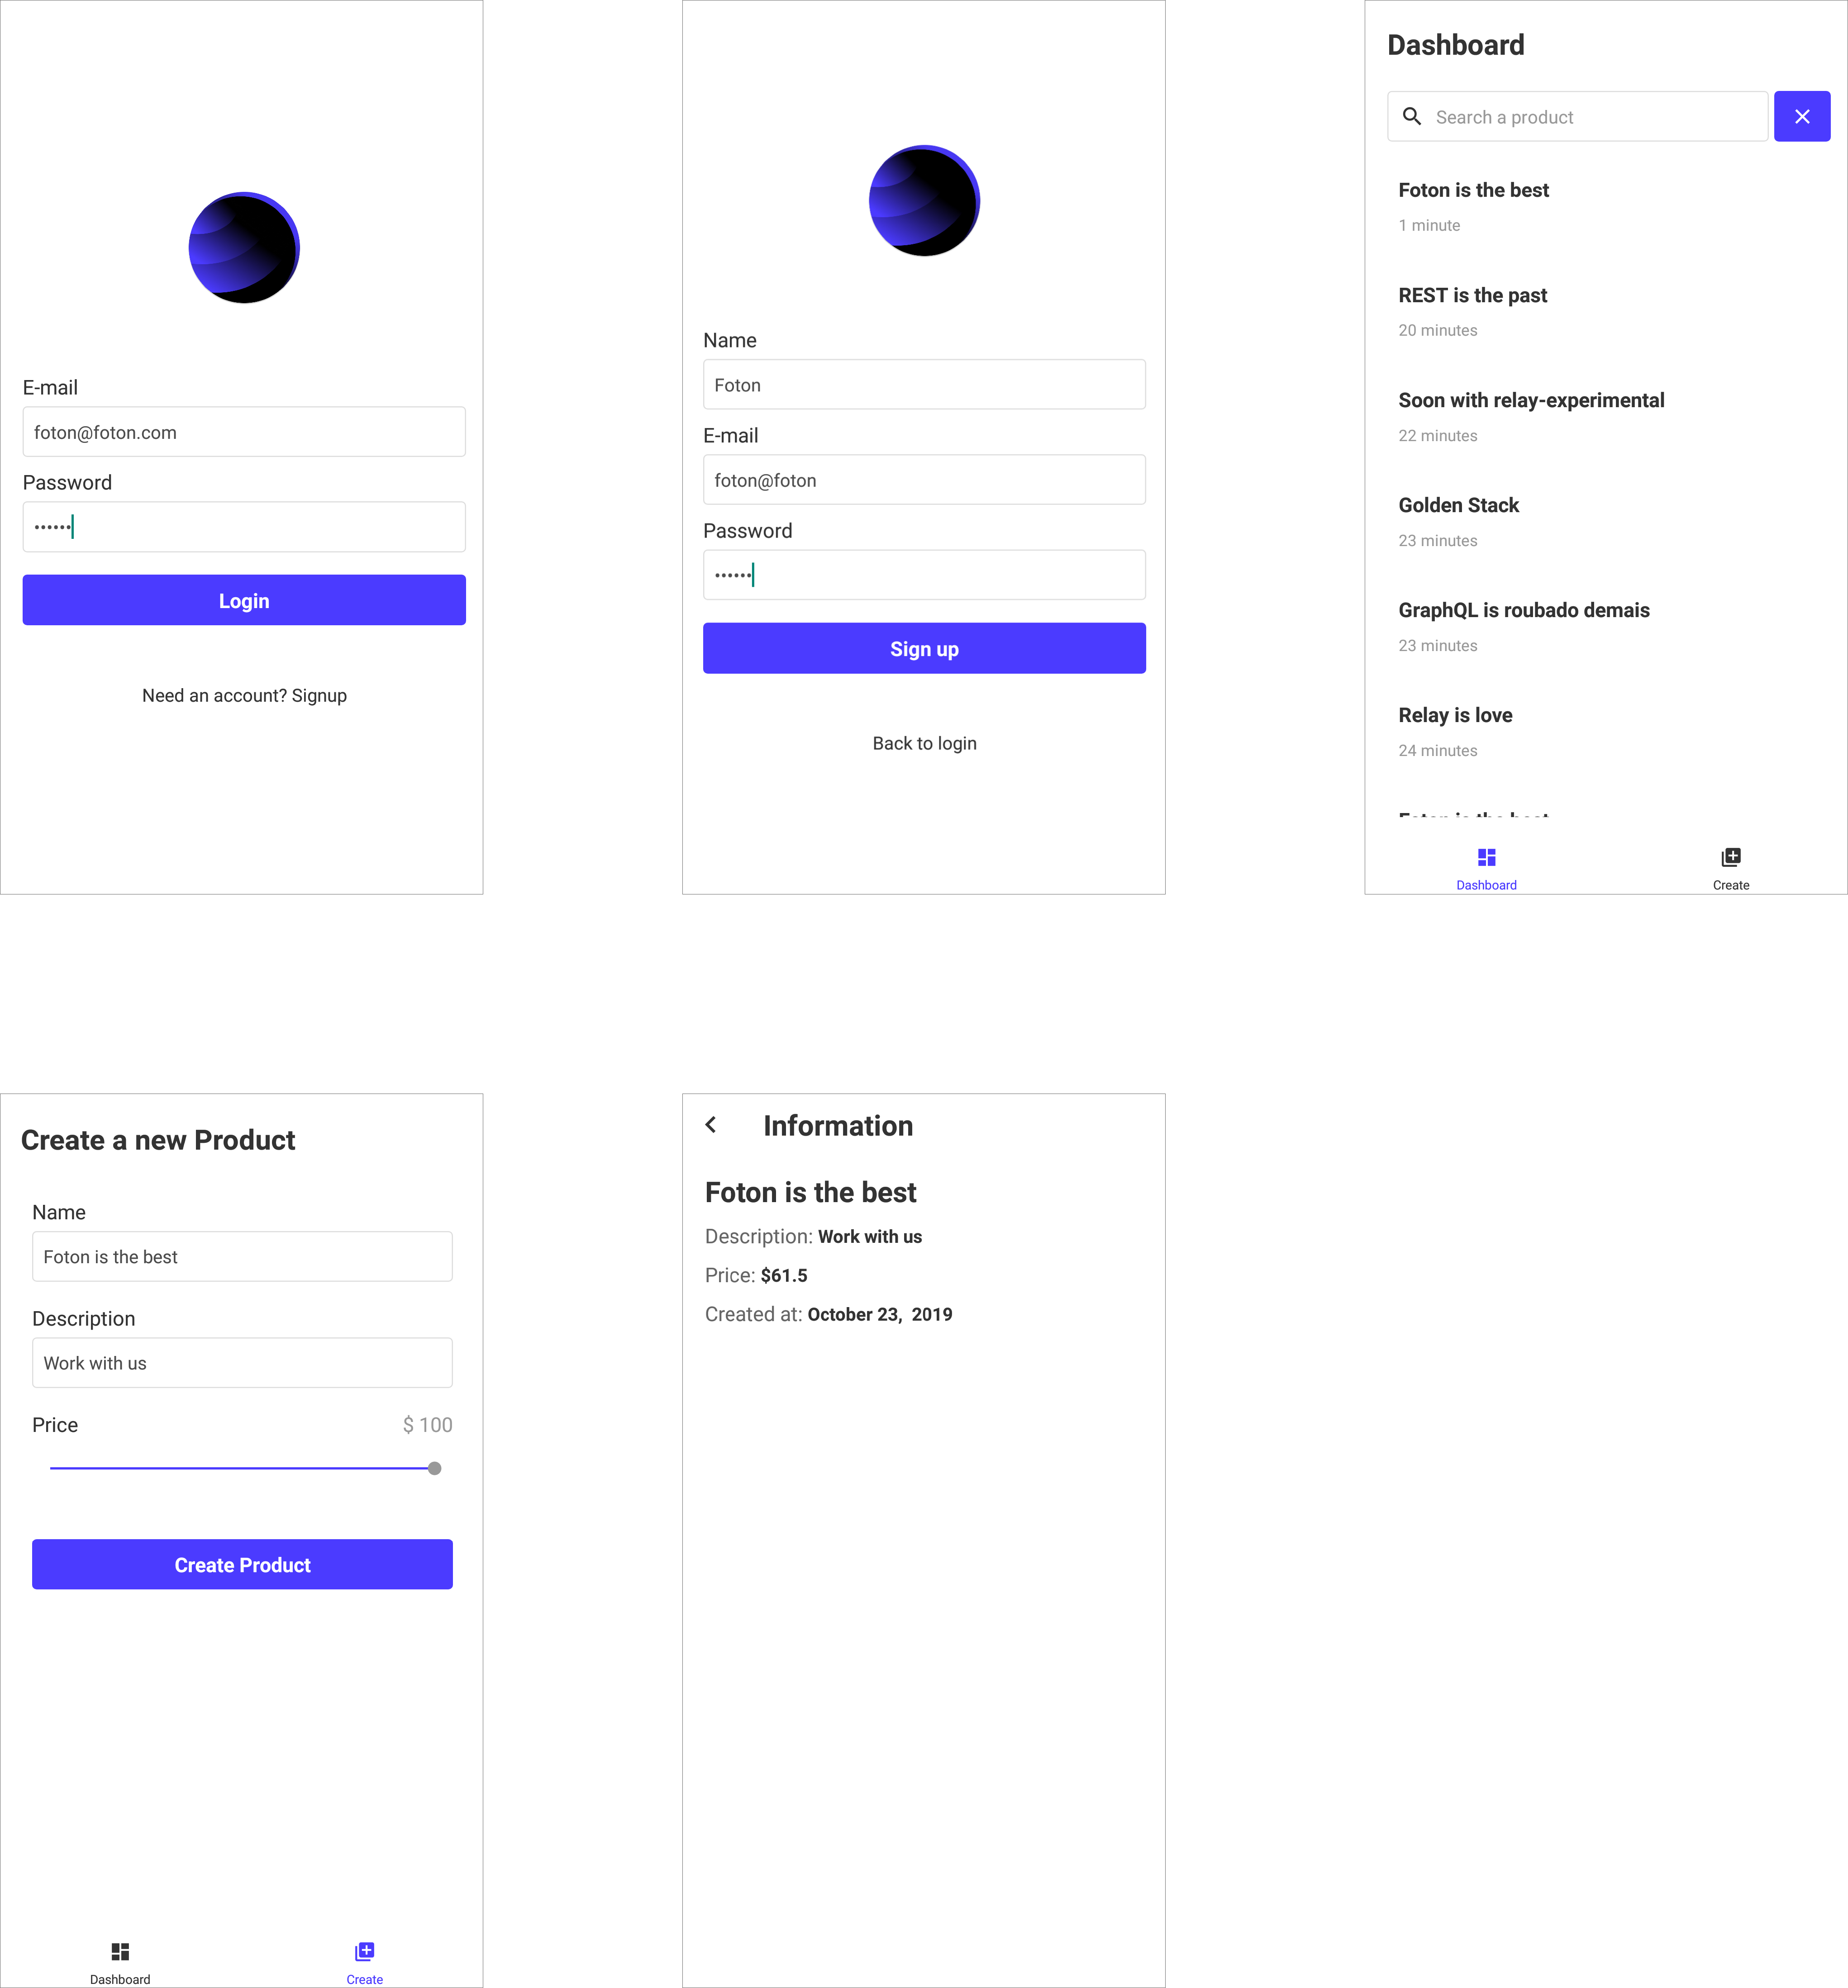 E-mail
foton@foton.com
Password
••••••
Login
Need an account? Signup
Name
Foton
E-mail
foton@foton
Password
••••••
Sign up
Back to login
Dashboard
Search a product
Foton is the best
1 minute
REST is the past
20 minutes
Soon with relay-experimental
22 minutes
Golden Stack
23 minutes
GraphQL is roubado demais
23 minutes
Relay is love
24 minutes
Foton is the best
Dashboard
Create
Create a new Product
Name
Foton is the best
Description
Work with us
Price
$ 100
Create Product
Dashboard
Create
Information
Foton is the best
Description: Work with us
Price: $61.5
Created at: October 23,  2019